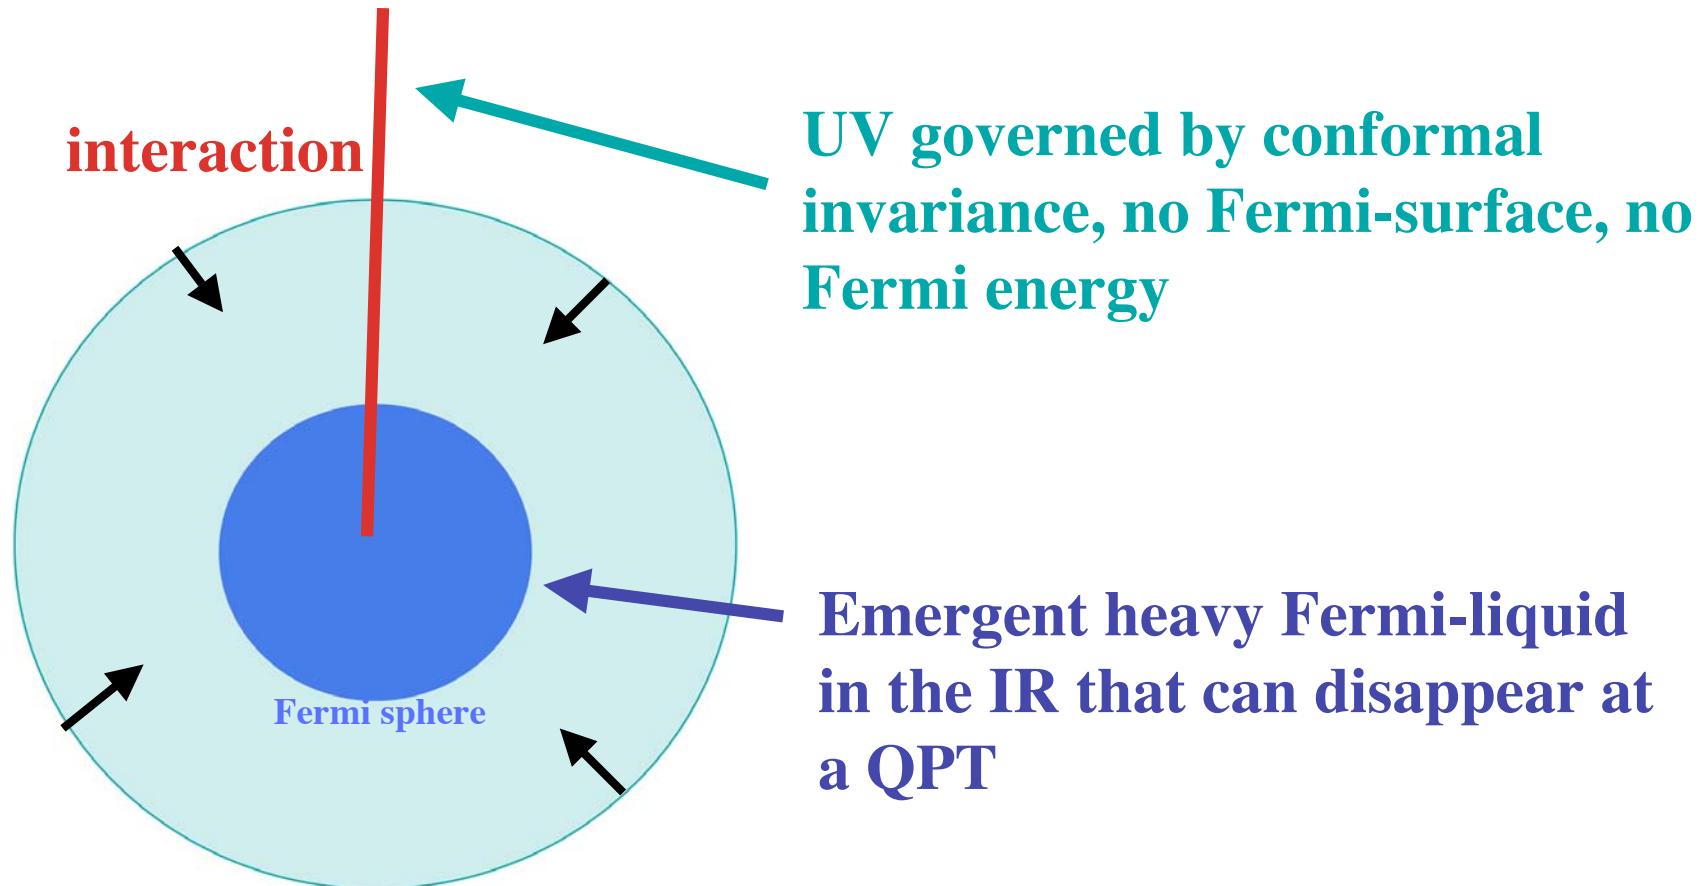 interaction
UV governed by conformal
invariance, no Fermi-surface, no
Fermi energy
Emergent heavy Fermi-liquid
in the IR that can disappear at
a QPT
Fermi sphere